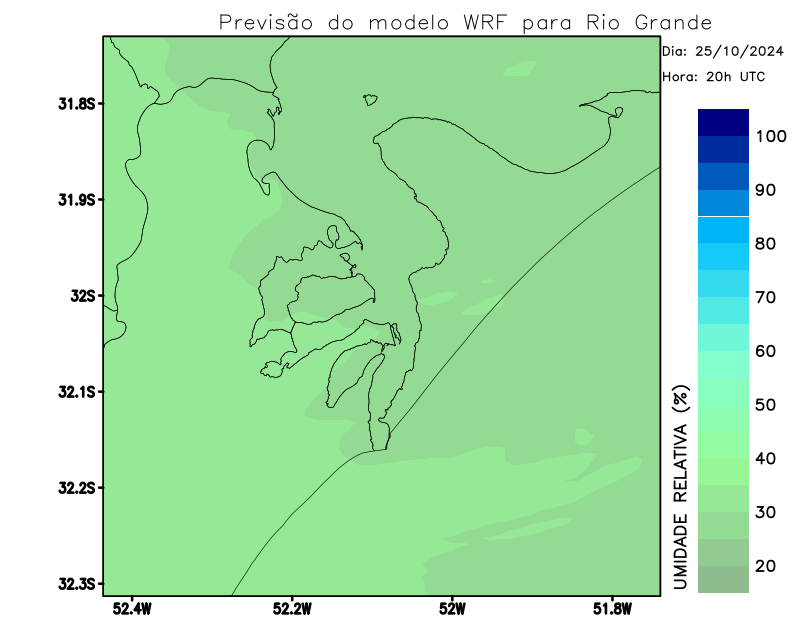 Previsão do modelo WRF para Rio Grande
Dia: 25/10/2024
Hora: 20h UTC
31.8S
31.9S
32S
32.1S
32.2S
32.3S
52.4W
52.2W
52W
51.8W
100
90
80
70
60
50
40
30
20
UMIDADE RELATIVA (%)